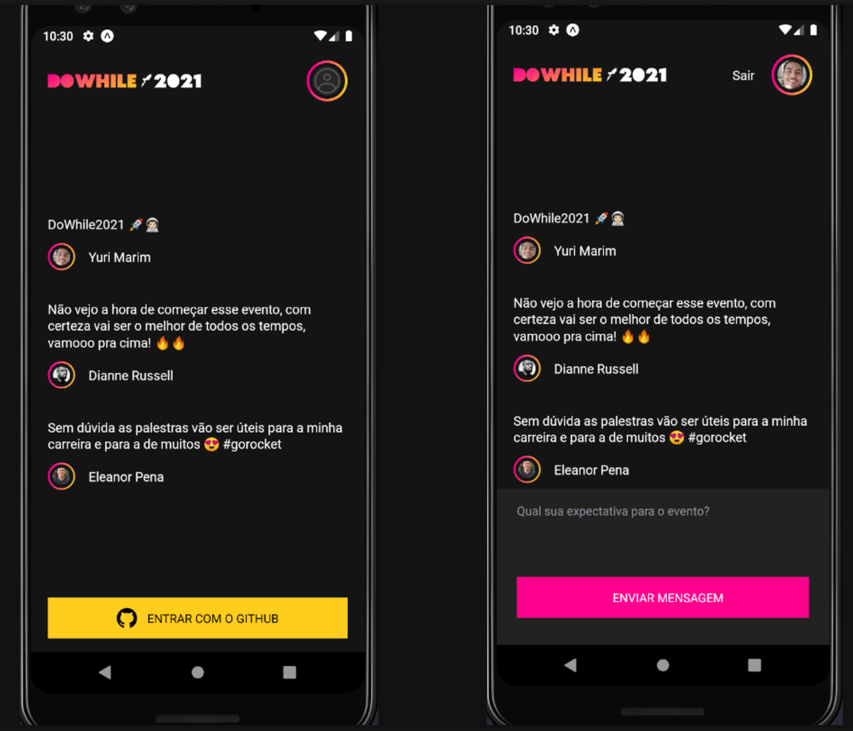 10:30
DOWHILE 2021
DoWhile2021 🚀👩🏻‍🚀
Yuri Marim
Não vejo a hora de começar esse evento, com
certeza vai ser o melhor de todos os tempos,
vamooo pra cima! 🔥🔥
Dianne Russell
Sem dúvida as palestras vão ser úteis para a minha
carreira e para a de muitos 😍 #gorocket
Eleanor Pena
ENTRAR COM O GITHUB
10:30
DOWHILE 2021
Sair
DoWhile2021 🚀👩🏻‍🚀
Yuri Marim
Não vejo a hora de começar esse evento, com
certeza vai ser o melhor de todos os tempos,
vamooo pra cima! 🔥🔥
Dianne Russell
Sem dúvida as palestras vão ser úteis para a minha
carreira e para a de muitos 😍 #gorocket
Eleanor Pena
Qual sua expectativa para o evento?
ENVIAR MENSAGEM